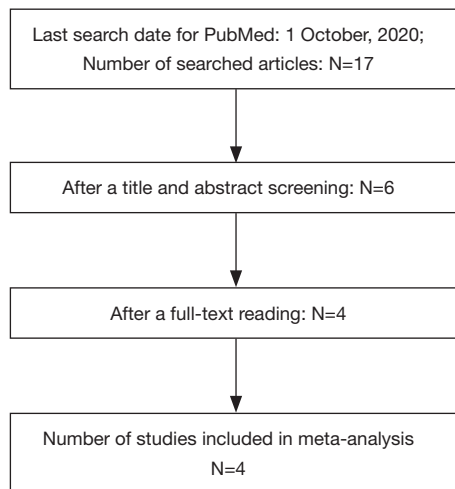 Last search date for PubMed: 1 October, 2020;
Number of searched articles: N=17
After a title and abstract screening: N=6
After a full-text reading: N=4
Number of studies included in meta-analysis
N=4